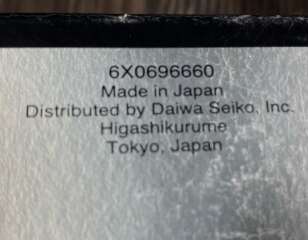 6X0696660
Made in Japan
Distributed by Daiwa Seiko, Inc.
Higashikurume
Tokyo, Japan